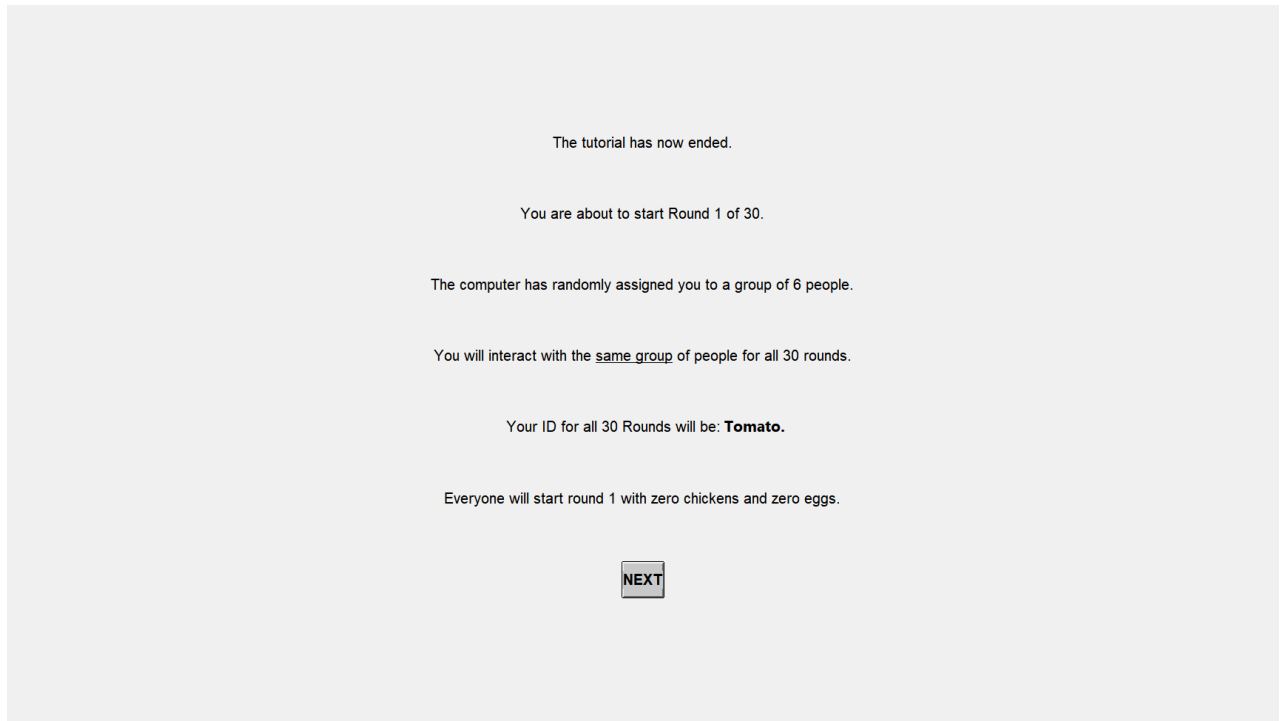 The tutorial has now ended.
You are about to start Round 1 of 30.
The computer has randomly assigned you to a group of 6 people.
You will interact with the same group of people for all 30 rounds.
Your ID for all 30 Rounds will be: Tomato.
Everyone will start round 1 with zero chickens and zero eggs.
NEXT